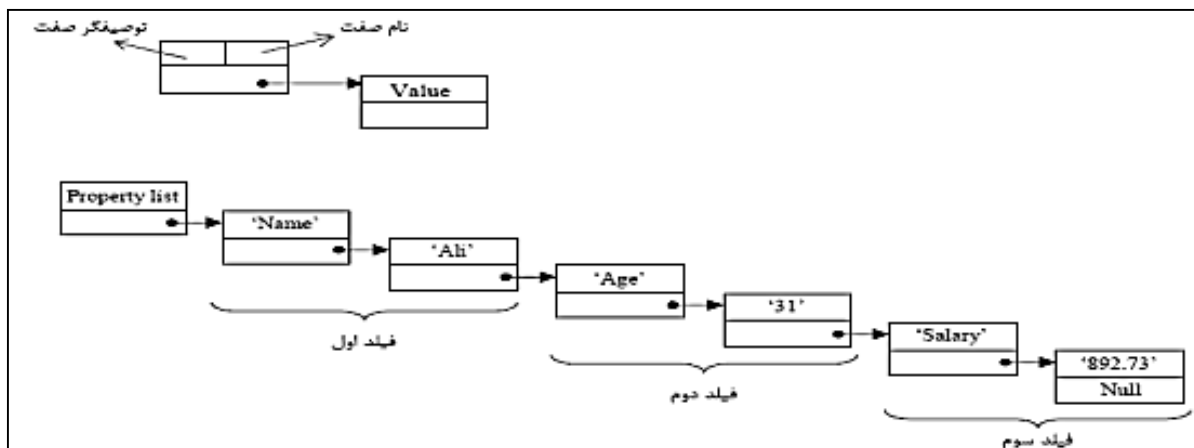 توصیفگر صفت
نام صفت
Value
Property list
'Name'
'Ali'
'Age'
'31'
'Salary'
'892.73'
Null
فیلد اول
فیلد دوم
فیلد سوم